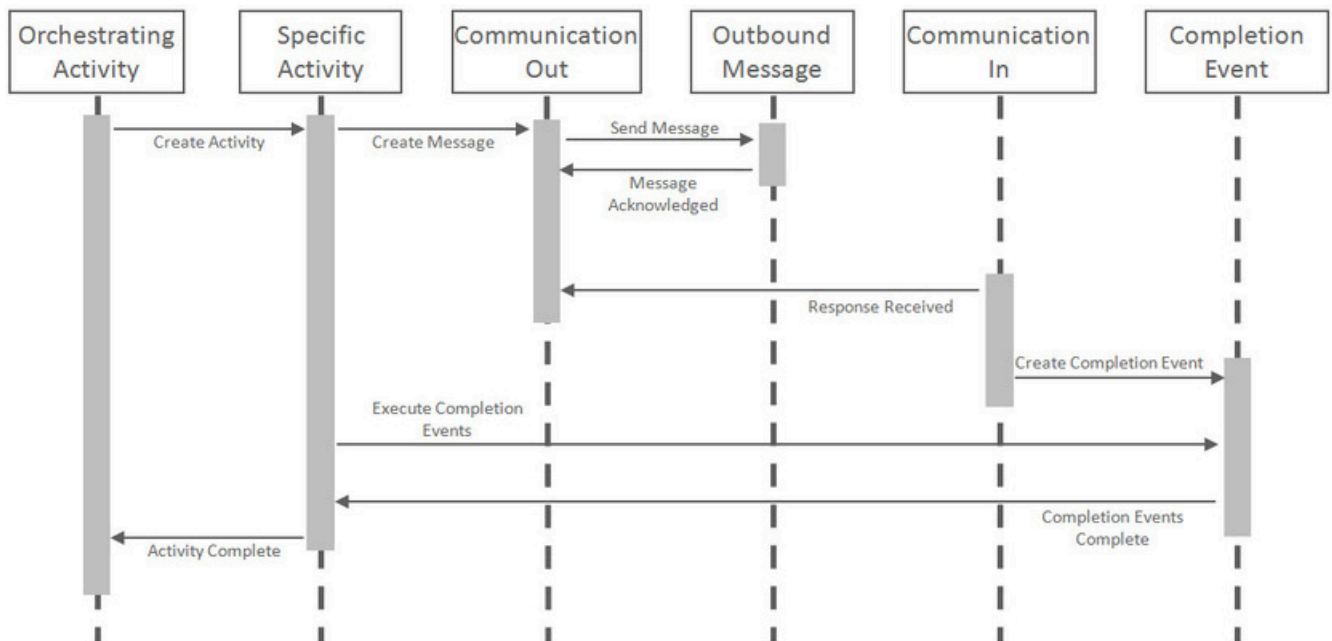 Orchestrating
Activity
Specific
Activity
Communication
Out
Outbound
Message
Communication
In
Completion
Event
Create Activity
Create Message
Send Message
Message
Acknowledged
Response Received
Create Completion Event
Execute Completion
Events
Completion Events
Complete
Activity Complete